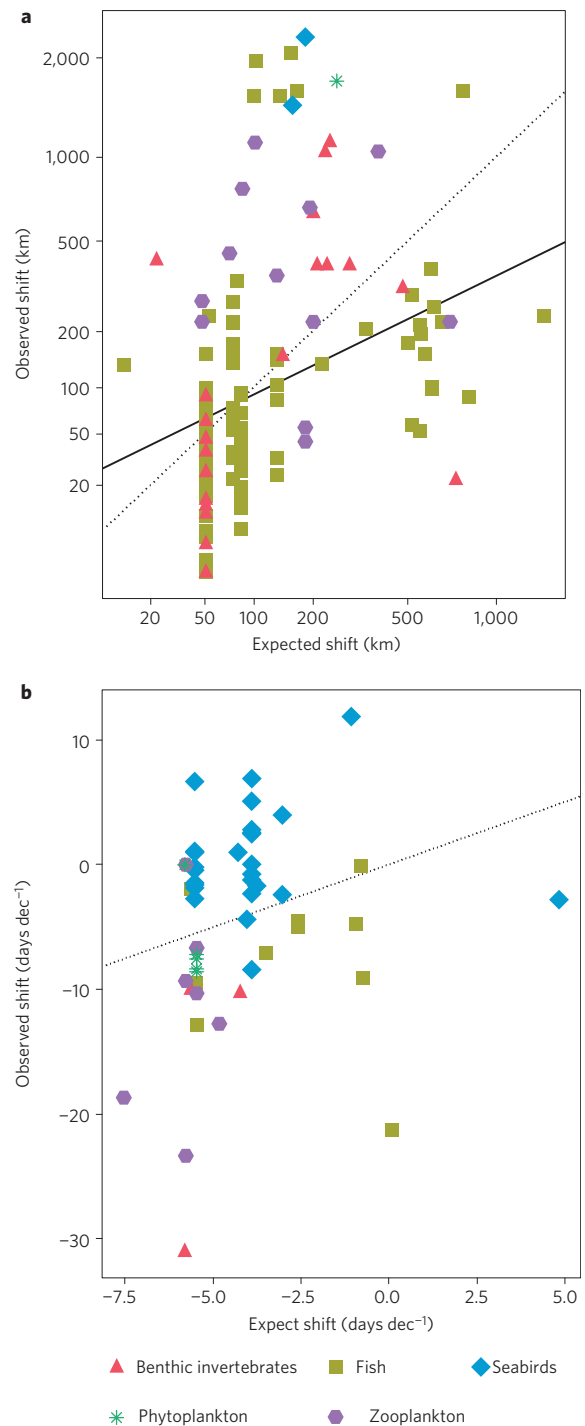 a
2,000
1,000
500
200
100
50
20
Observed shift (km)
20 50 100 200 500 1,000
Expected shift (km)
b
10
0
−10
−20
−30
Observed shift (days dec⁻¹)
−7.5 −5.0 −2.5 0.0 2.5 5.0
Expect shift (days dec⁻¹)
Benthic invertebrates Fish Seabirds
Phytoplankton Zooplankton